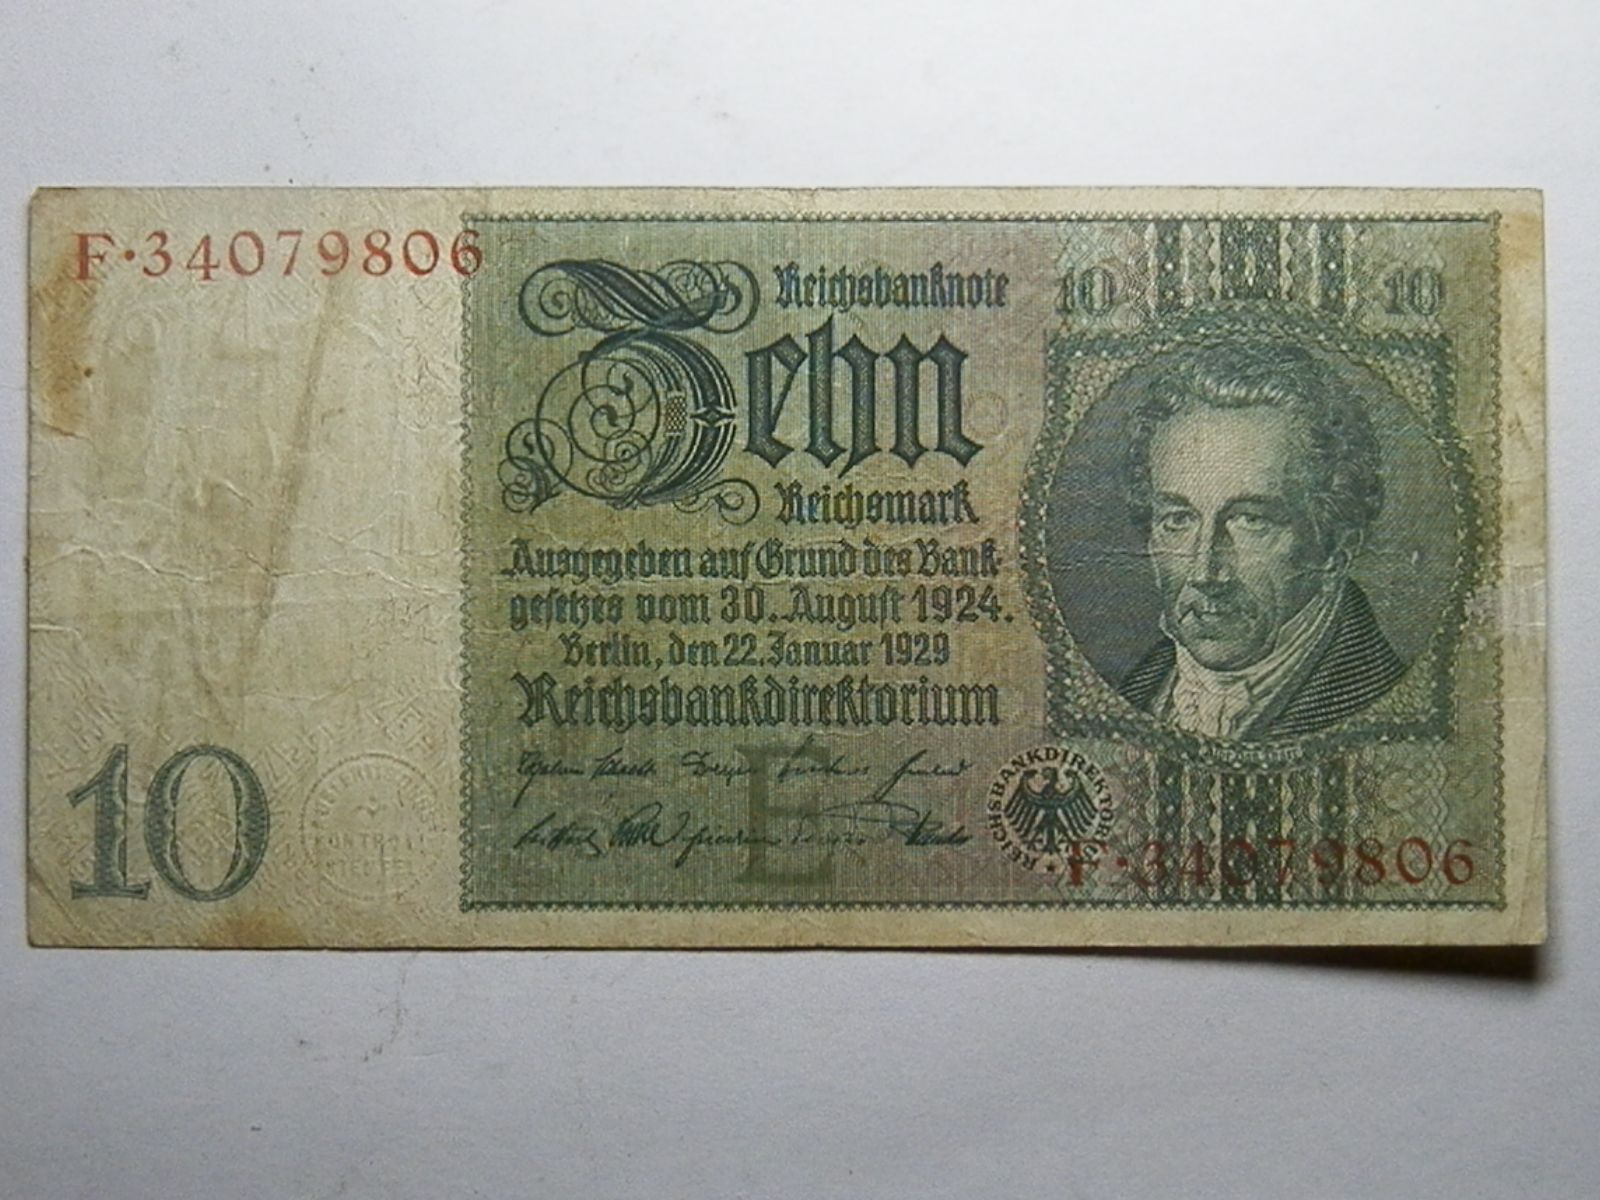 F·34079806
Reichsbanknote
10 10
Zehn
Reichsmark
Ausgegeben auf Grund des Bank-
gesetzes vom 30. August 1924.
Berlin, den 22. Januar 1929
Reichsbankdirektorium
E
10
REICHSBANKDIREKTORIUM
F·34079806